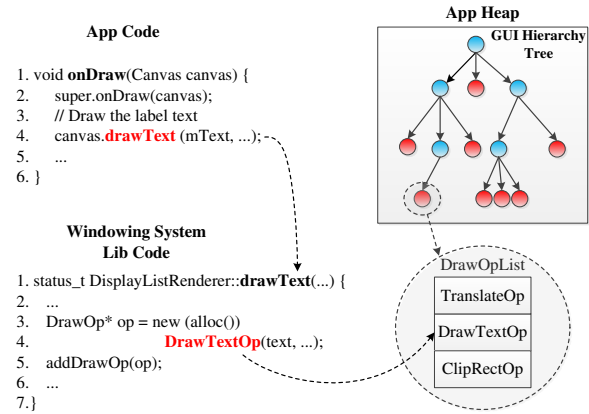 App Code
1. void onDraw(Canvas canvas) {
2. super.onDraw(canvas);
3. // Draw the label text
4. canvas.drawText (mText, ...);
5. ...
6. }
Windowing System
Lib Code
1. status_t DisplayListRenderer::drawText(...) {
2. ...
3. DrawOp* op = new (alloc())
4. DrawTextOp(text, ...);
5. addDrawOp(op);
6. ...
7.}
App Heap
GUI Hierarchy
Tree
DrawOpList
TranslateOp
DrawTextOp
ClipRectOp